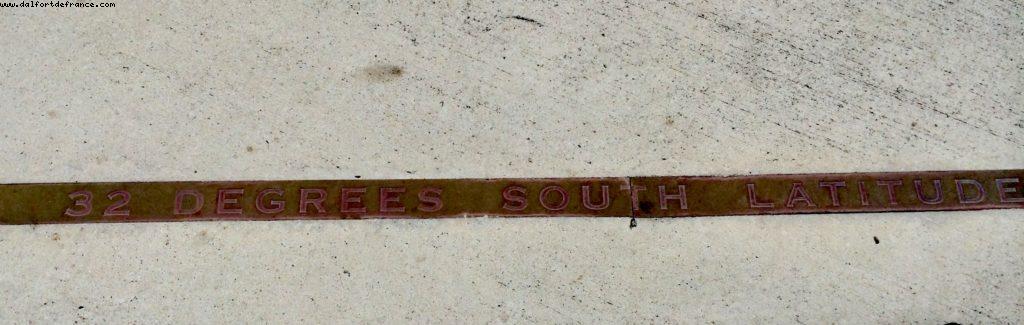 www.dalfortdefrance.com
32 DEGREES SOUTH LATITUDE